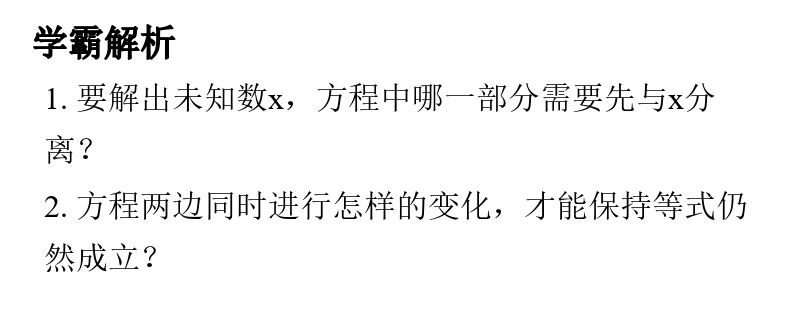 学霸解析
1. 要解出未知数x，方程中哪一部分需要先与x分
离？
2. 方程两边同时进行怎样的变化，才能保持等式仍
然成立？